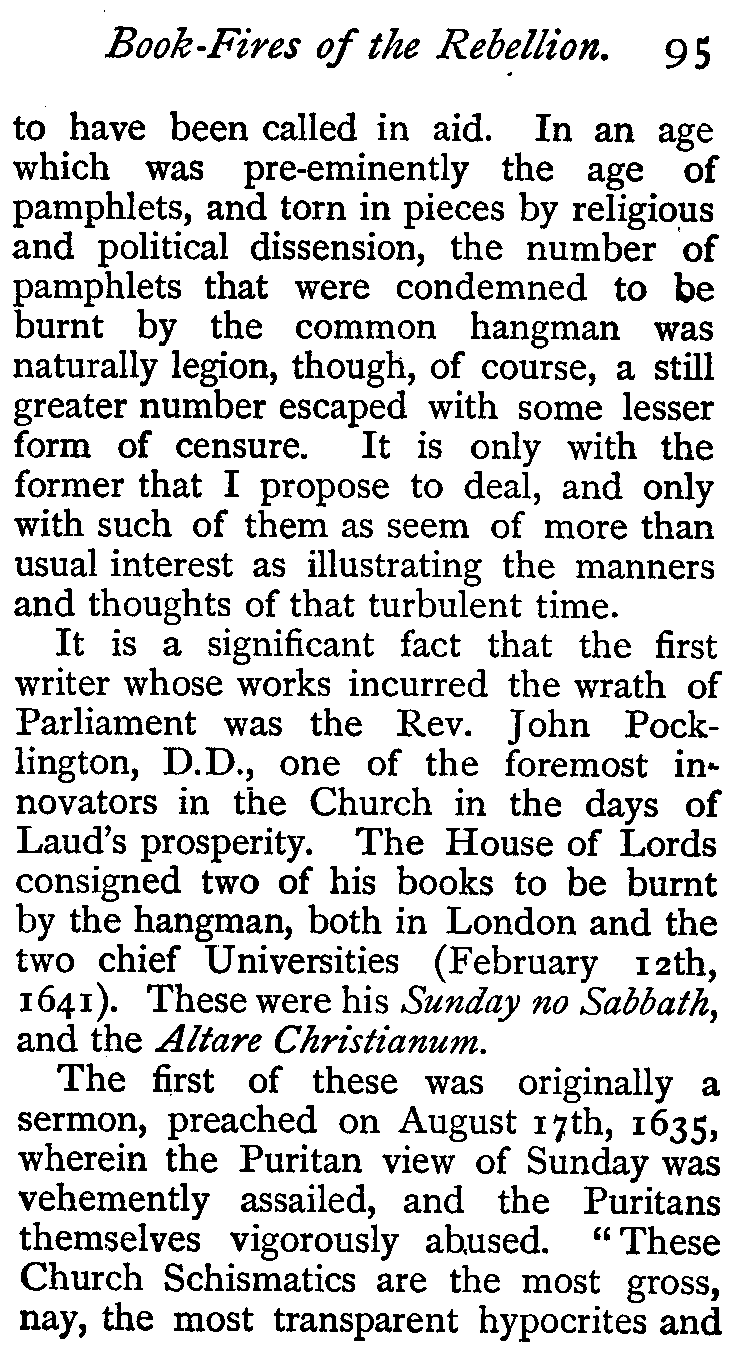 Book-Fires of the Rebellion. 95
to have been called in aid. In an age
which was pre-eminently the age of
pamphlets, and torn in pieces by religious
and political dissension, the number of
pamphlets that were condemned to be
burnt by the common hangman was
naturally legion, though, of course, a still
greater number escaped with some lesser
form of censure. It is only with the
former that I propose to deal, and only
with such of them as seem of more than
usual interest as illustrating the manners
and thoughts of that turbulent time.
It is a significant fact that the first
writer whose works incurred the wrath of
Parliament was the Rev. John Pock-
lington, D.D., one of the foremost in-
novators in the Church in the days of
Laud's prosperity. The House of Lords
consigned two of his books to be burnt
by the hangman, both in London and the
two chief Universities (February 12th,
1641). These were his Sunday no Sabbath,
and the Altare Christianum.
The first of these was originally a
sermon, preached on August 17th, 1635,
wherein the Puritan view of Sunday was
vehemently assailed, and the Puritans
themselves vigorously abused. “These
Church Schismatics are the most gross,
nay, the most transparent hypocrites and